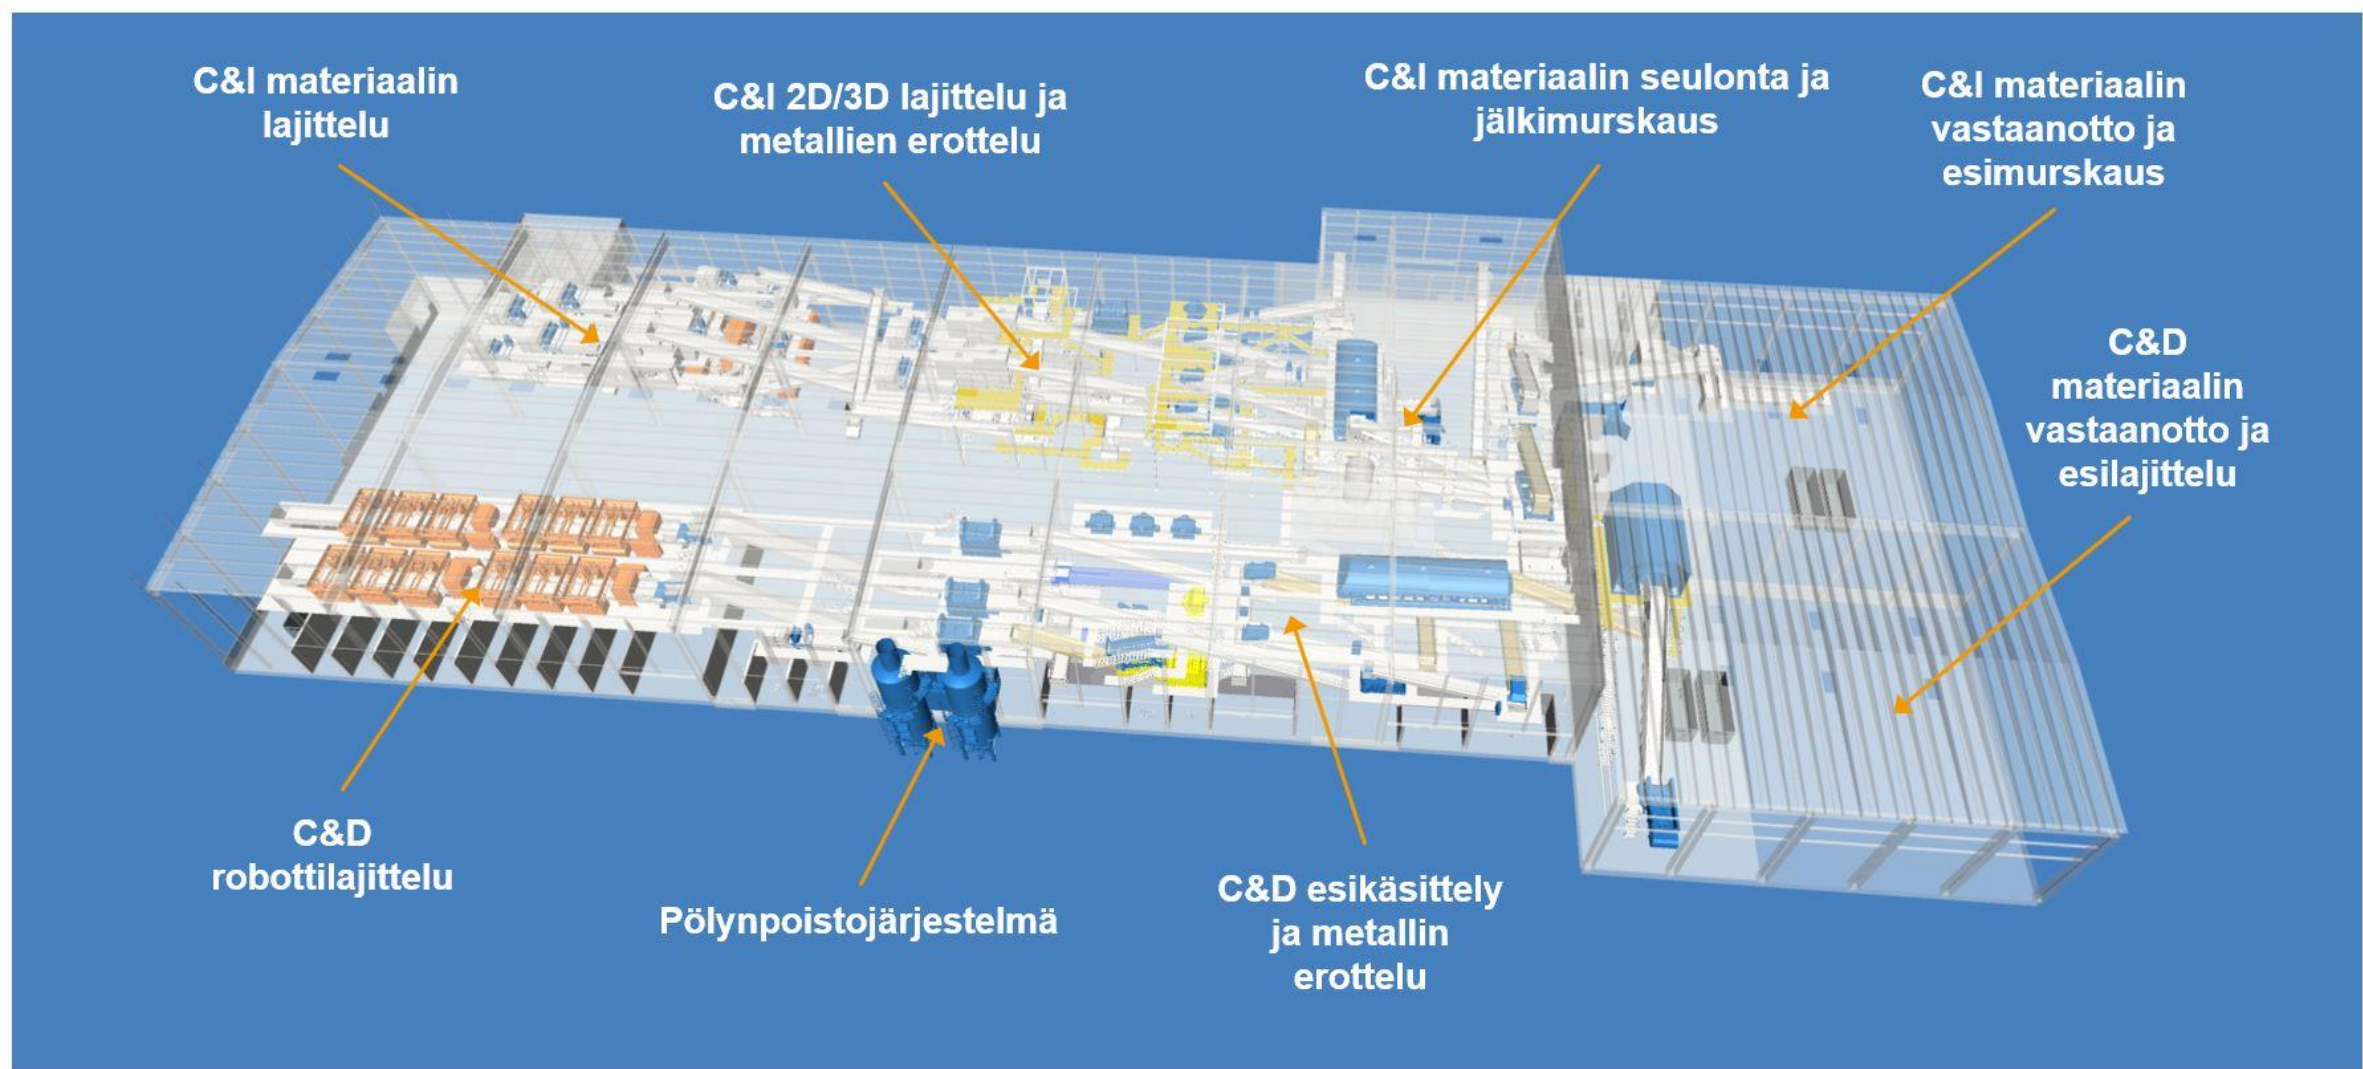 C&I materiaalin
lajittelu
C&I 2D/3D lajittelu ja
metallien erottelu
C&I materiaalin seulonta ja
jälkimurskaus
C&I materiaalin
vastaanotto ja
esimurskaus
C&D
materiaalin
vastaanotto ja
esilajittelu
C&D
robottilajittelu
Pölynpoistojärjestelmä
C&D esikäsittely
ja metallin
erottelu